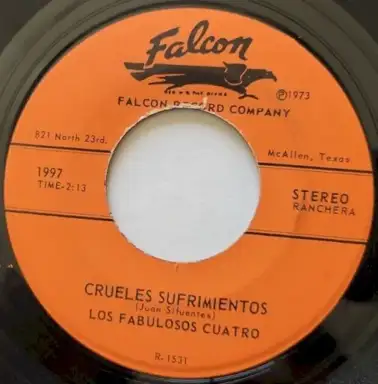 Falcon
℗1973
FALCON RECORD COMPANY
821 North 23rd.
McAllen, Texas
1997
TIME-2:13
STEREO
RANCHERA
CRUELES SUFRIMIENTOS
(Juan Sifuentes)
LOS FABULOSOS CUATRO
R-1531